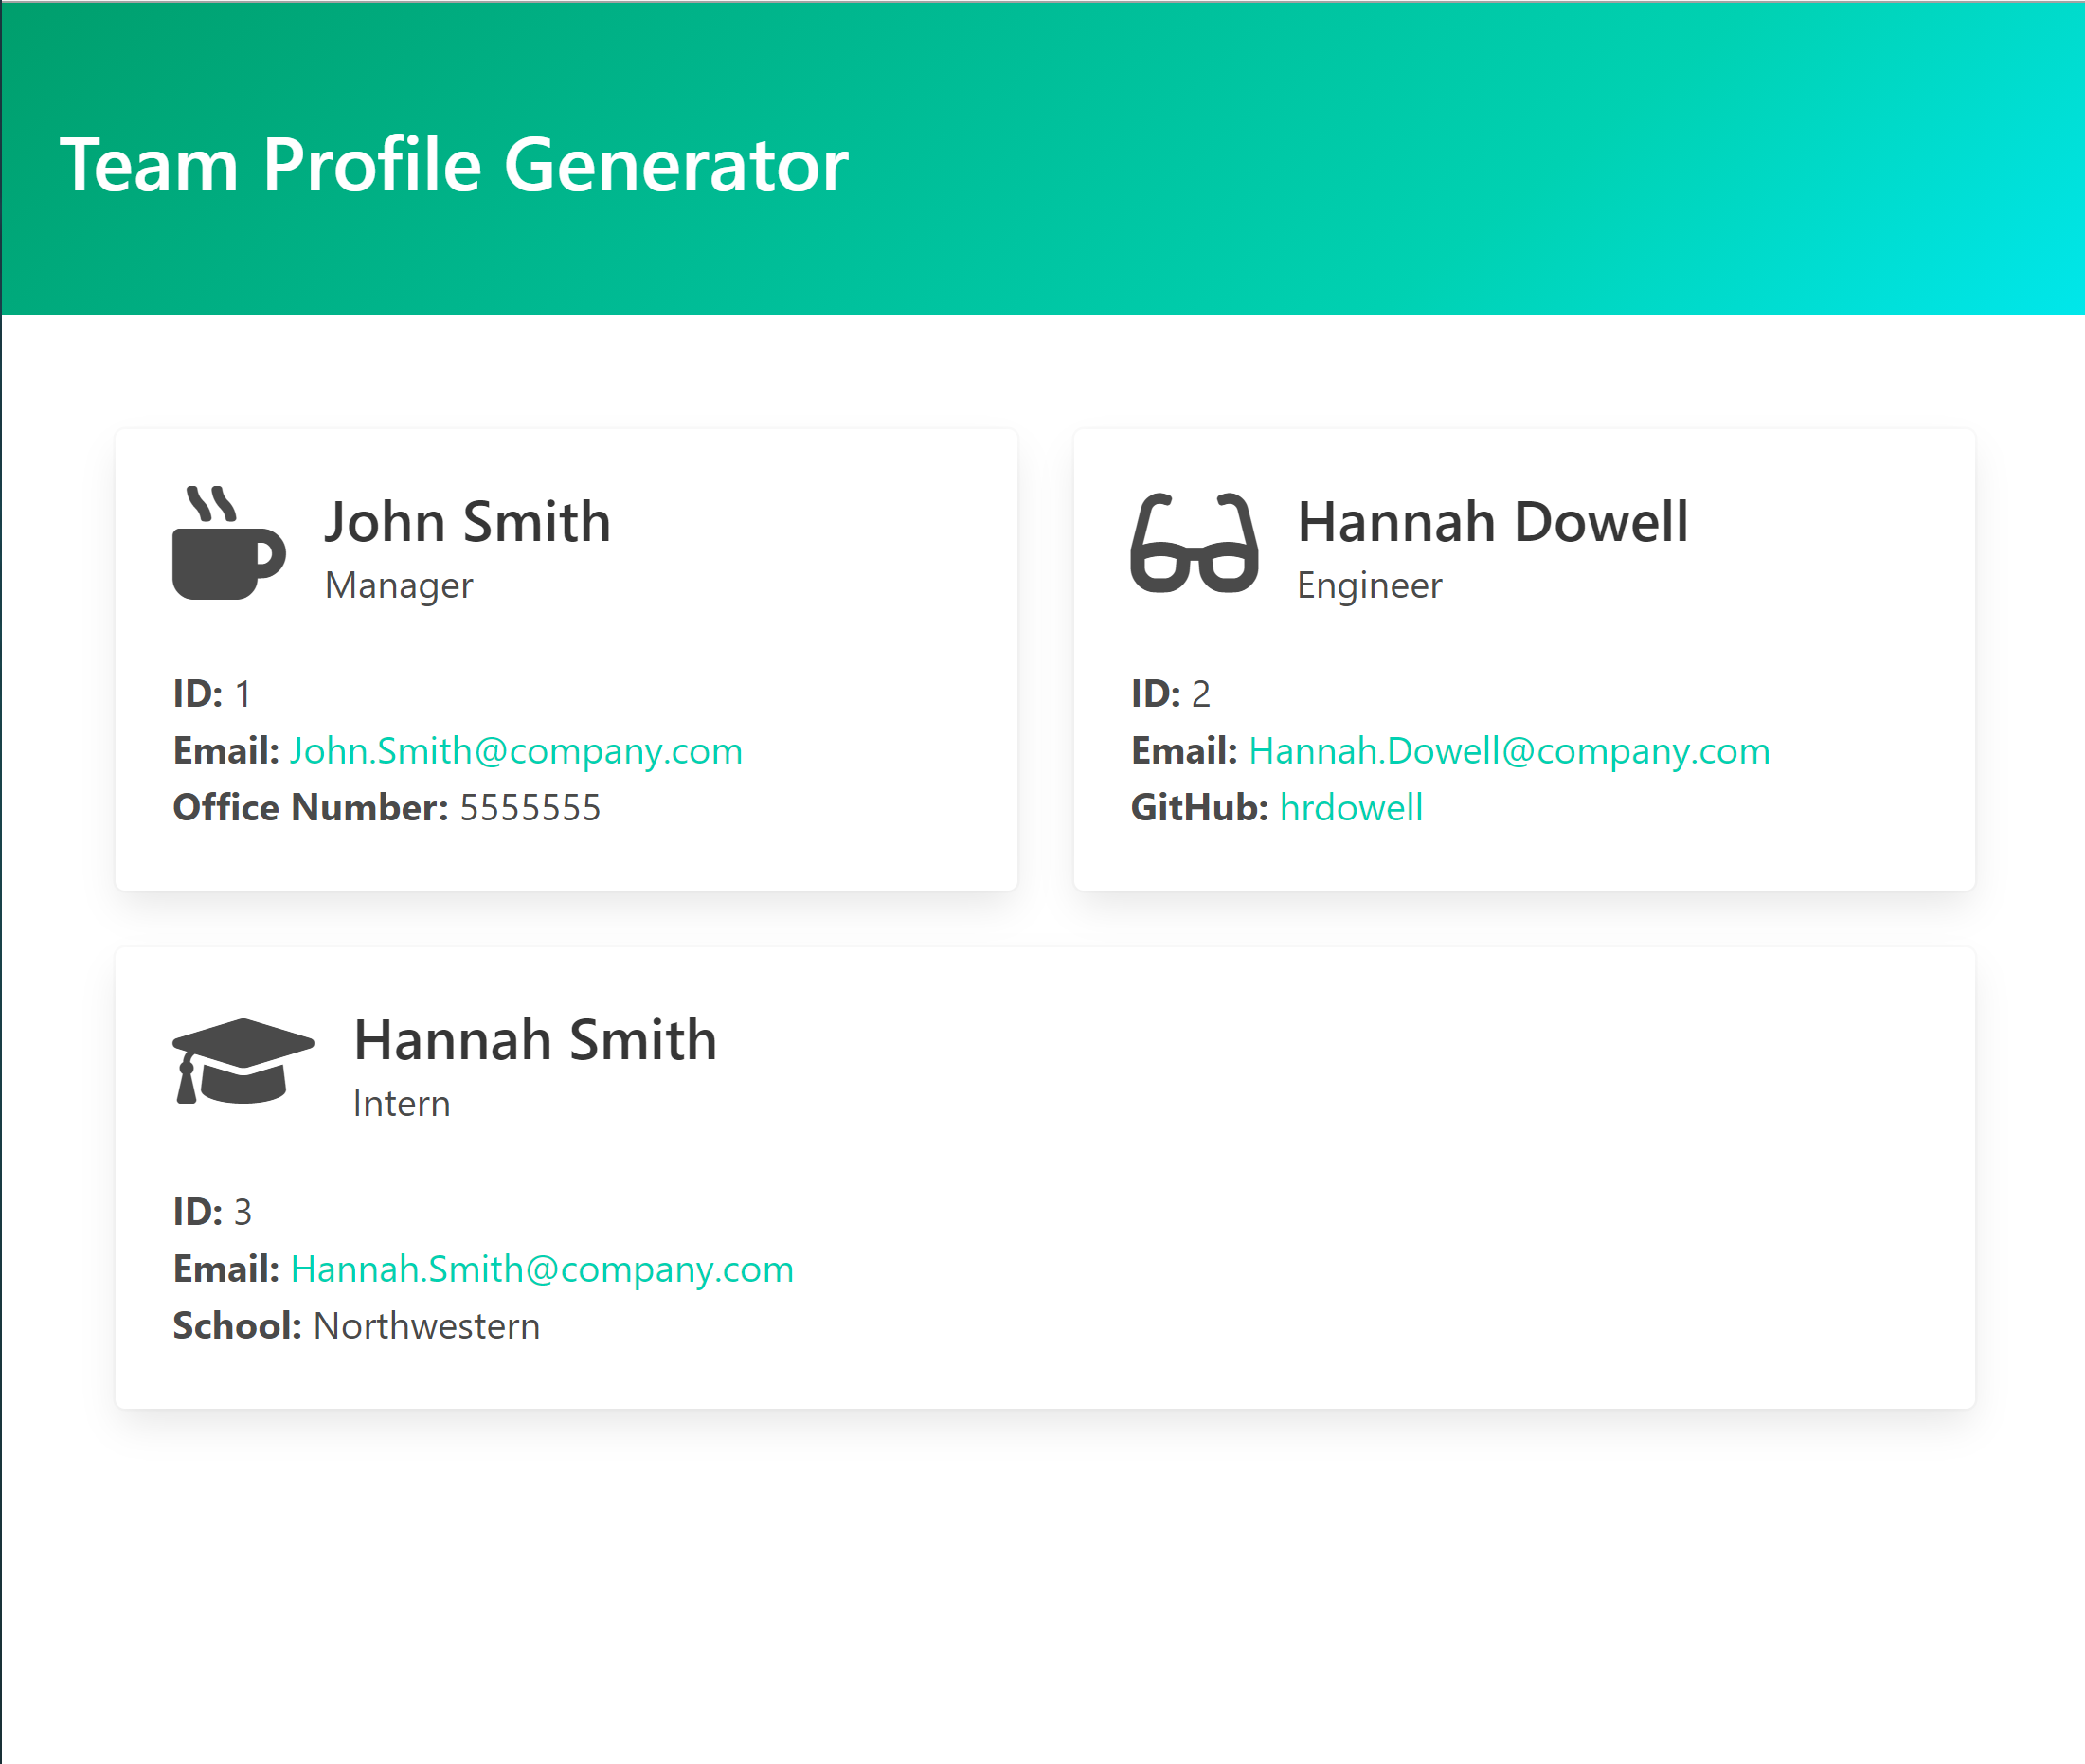 Team Profile Generator
John Smith
Manager
ID: 1
Email: John.Smith@company.com
Office Number: 5555555
Hannah Dowell
Engineer
ID: 2
Email: Hannah.Dowell@company.com
GitHub: hrdowell
Hannah Smith
Intern
ID: 3
Email: Hannah.Smith@company.com
School: Northwestern